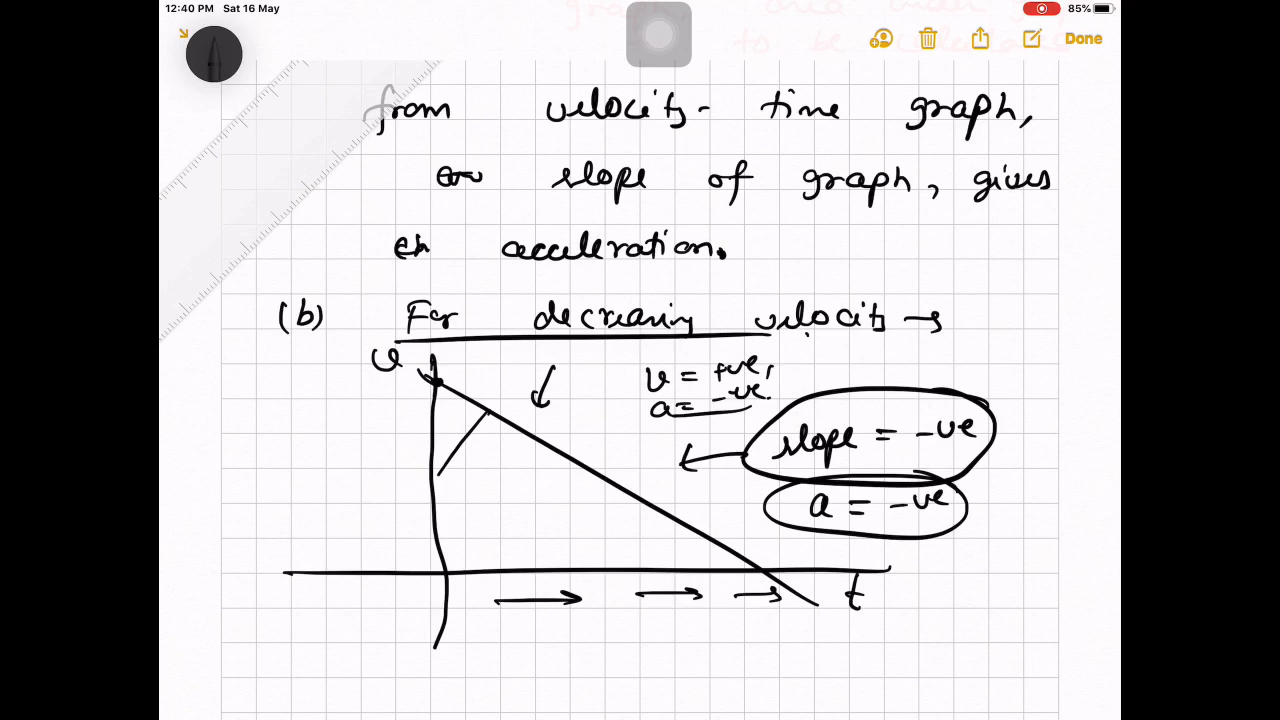 12:40 PM Sat 16 May
85%
Done
from velocity - time graph,
slope of graph, gives
acceleration.
(b) For decreasing velocity →
v
v = +ve,
a = -ve.
slope = -ve
a = -ve
t